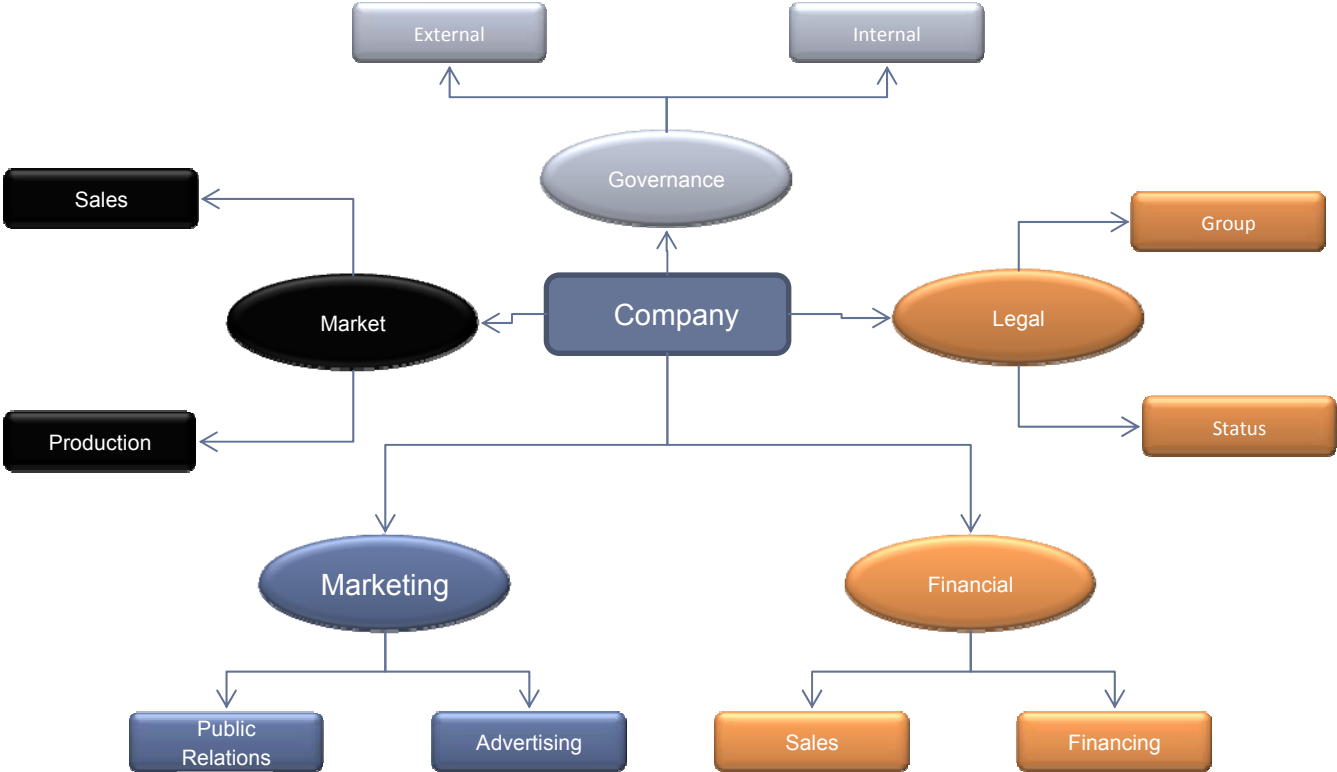 External
Internal
Governance
Sales
Group
Market
Company
Legal
Production
Status
Marketing
Financial
Public
Relations
Advertising
Sales
Financing